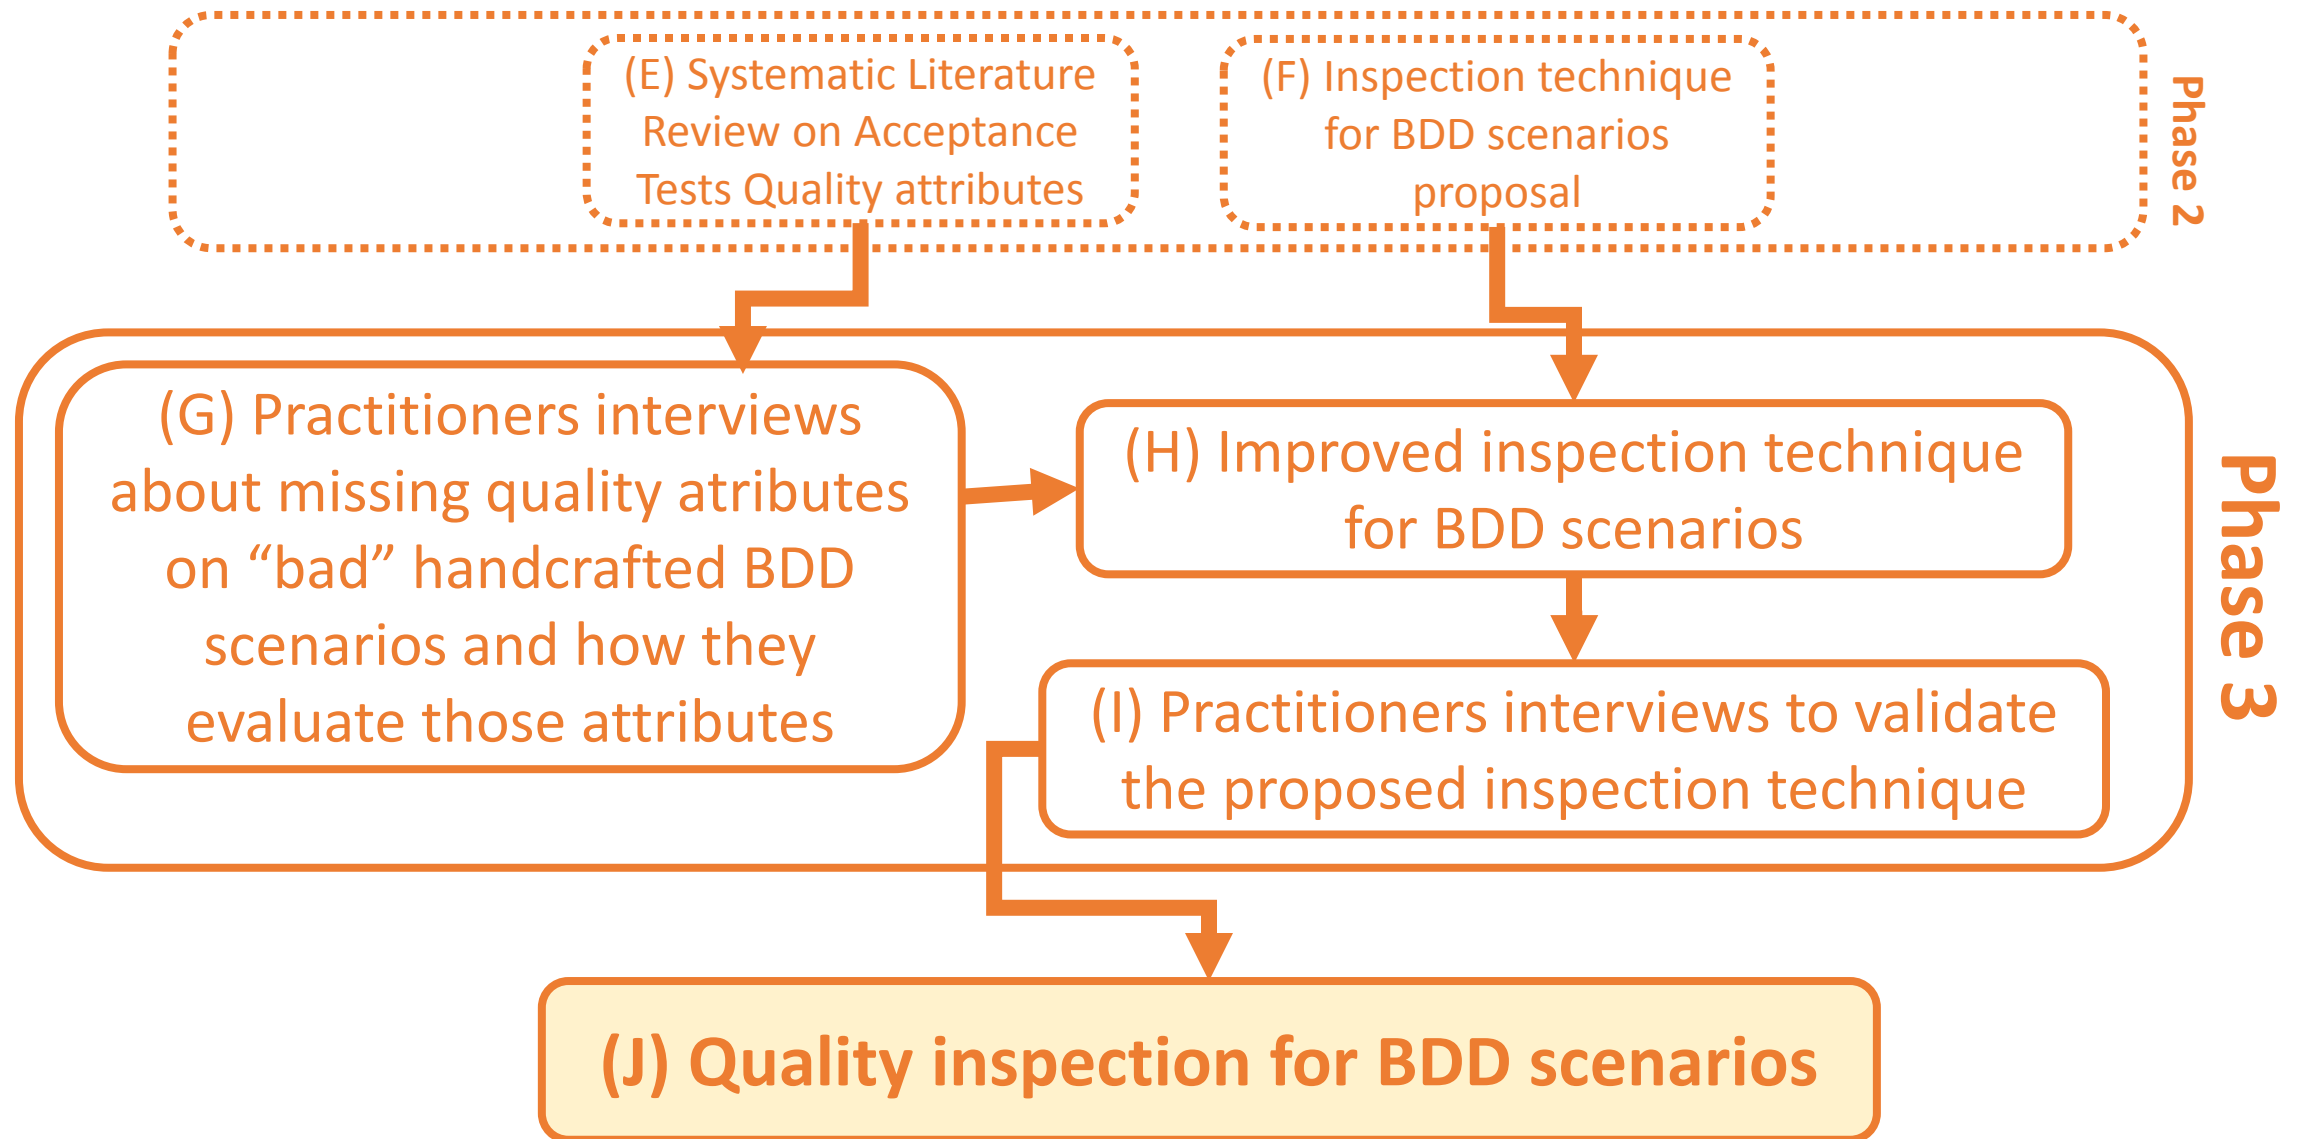 (E) Systematic Literature
Review on Acceptance
Tests Quality attributes
(F) Inspection technique
for BDD scenarios
proposal
Phase 2
(G) Practitioners interviews
about missing quality atributes
on “bad” handcrafted BDD
scenarios and how they
evaluate those attributes
(H) Improved inspection technique
for BDD scenarios
(I) Practitioners interviews to validate
the proposed inspection technique
Phase 3
(J) Quality inspection for BDD scenarios